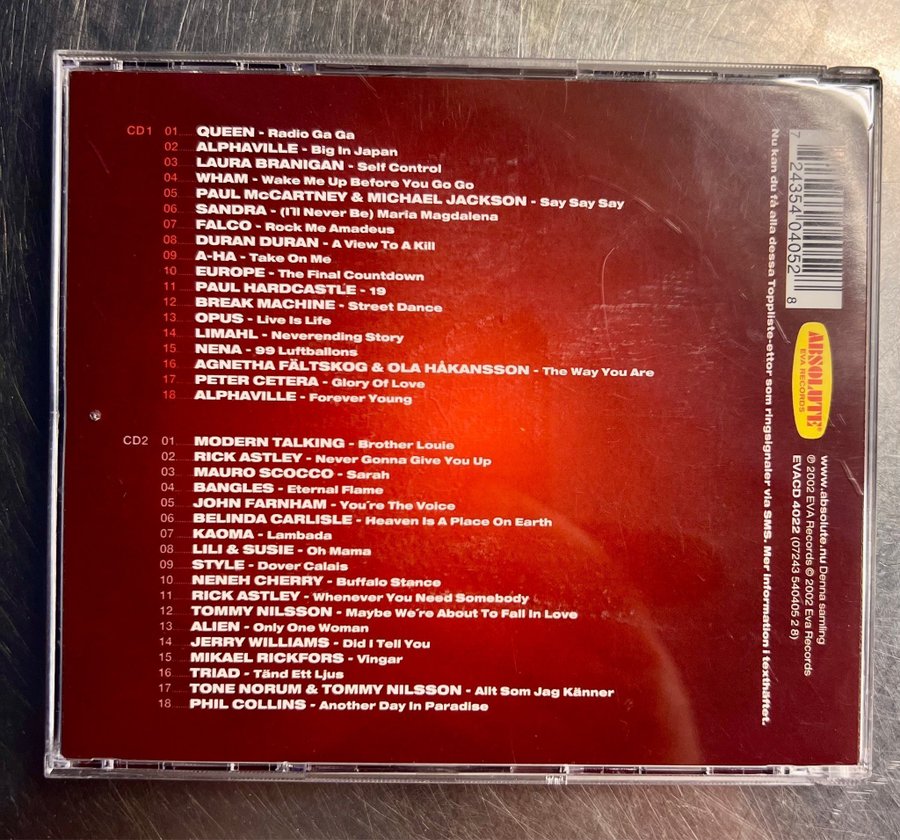 CD1 01 QUEEN - Radio Ga Ga
02 ALPHAVILLE - Big In Japan
03 LAURA BRANIGAN - Self Control
04 WHAM - Wake Me Up Before You Go Go
05 PAUL McCARTNEY & MICHAEL JACKSON - Say Say Say
06 SANDRA - (I'll Never Be) Maria Magdalena
07 FALCO - Rock Me Amadeus
08 DURAN DURAN - A View To A Kill
09 A-HA - Take On Me
10 EUROPE - The Final Countdown
11 PAUL HARDCASTLE - 19
12 BREAK MACHINE - Street Dance
13 OPUS - Live Is Life
14 LIMAHL - Neverending Story
15 NENA - 99 Luftballons
16 AGNETHA FÄLTSKOG & OLA HÅKANSSON - The Way You Are
17 PETER CETERA - Glory Of Love
18 ALPHAVILLE - Forever Young
CD2 01 MODERN TALKING - Brother Louie
02 RICK ASTLEY - Never Gonna Give You Up
03 MAURO SCOCCO - Sarah
04 BANGLES - Eternal Flame
05 JOHN FARNHAM - You're The Voice
06 BELINDA CARLISLE - Heaven Is A Place On Earth
07 KAOMA - Lambada
08 LILI & SUSIE - Oh Mama
09 STYLE - Dover Calais
10 NENEH CHERRY - Buffalo Stance
11 RICK ASTLEY - Whenever You Need Somebody
12 TOMMY NILSSON - Maybe We're About To Fall In Love
13 ALIEN - Only One Woman
14 JERRY WILLIAMS - Did I Tell You
15 MIKAEL RICKFORS - Vingar
16 TRIAD - Tänd Ett Ljus
17 TONE NORUM & TOMMY NILSSON - Allt Som Jag Känner
18 PHIL COLLINS - Another Day In Paradise
Nu kan du få alla dessa Toppliste-ettor som ringsignaler via SMS. Mer information i texthäftet.
7 24354 04052 8
ABSOLUTE®
EVA RECORDS
www.absolute.nu Denna samling
℗ 2002 EVA Records © 2002 Eva Records
EVACD 4022 (07243 540405 2 8)